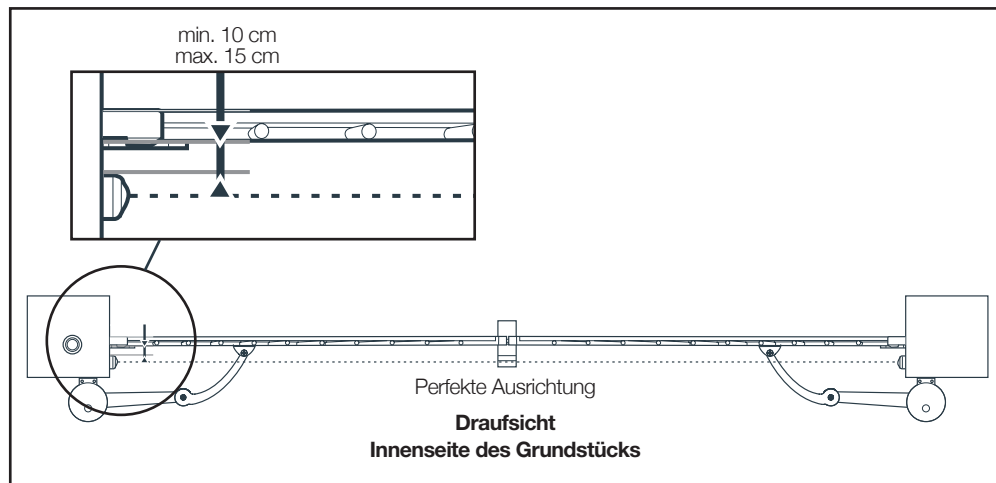 min. 10 cm
max. 15 cm
Perfekte Ausrichtung
Draufsicht
Innenseite des Grundstücks